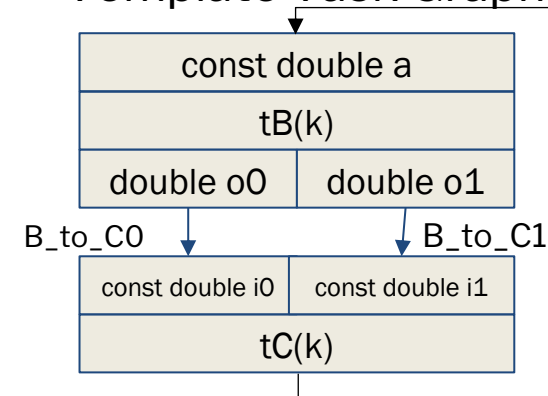 const double a
tB(k)
double o0 double o1
B_to_C0 B_to_C1
const double i0 const double i1
tC(k)